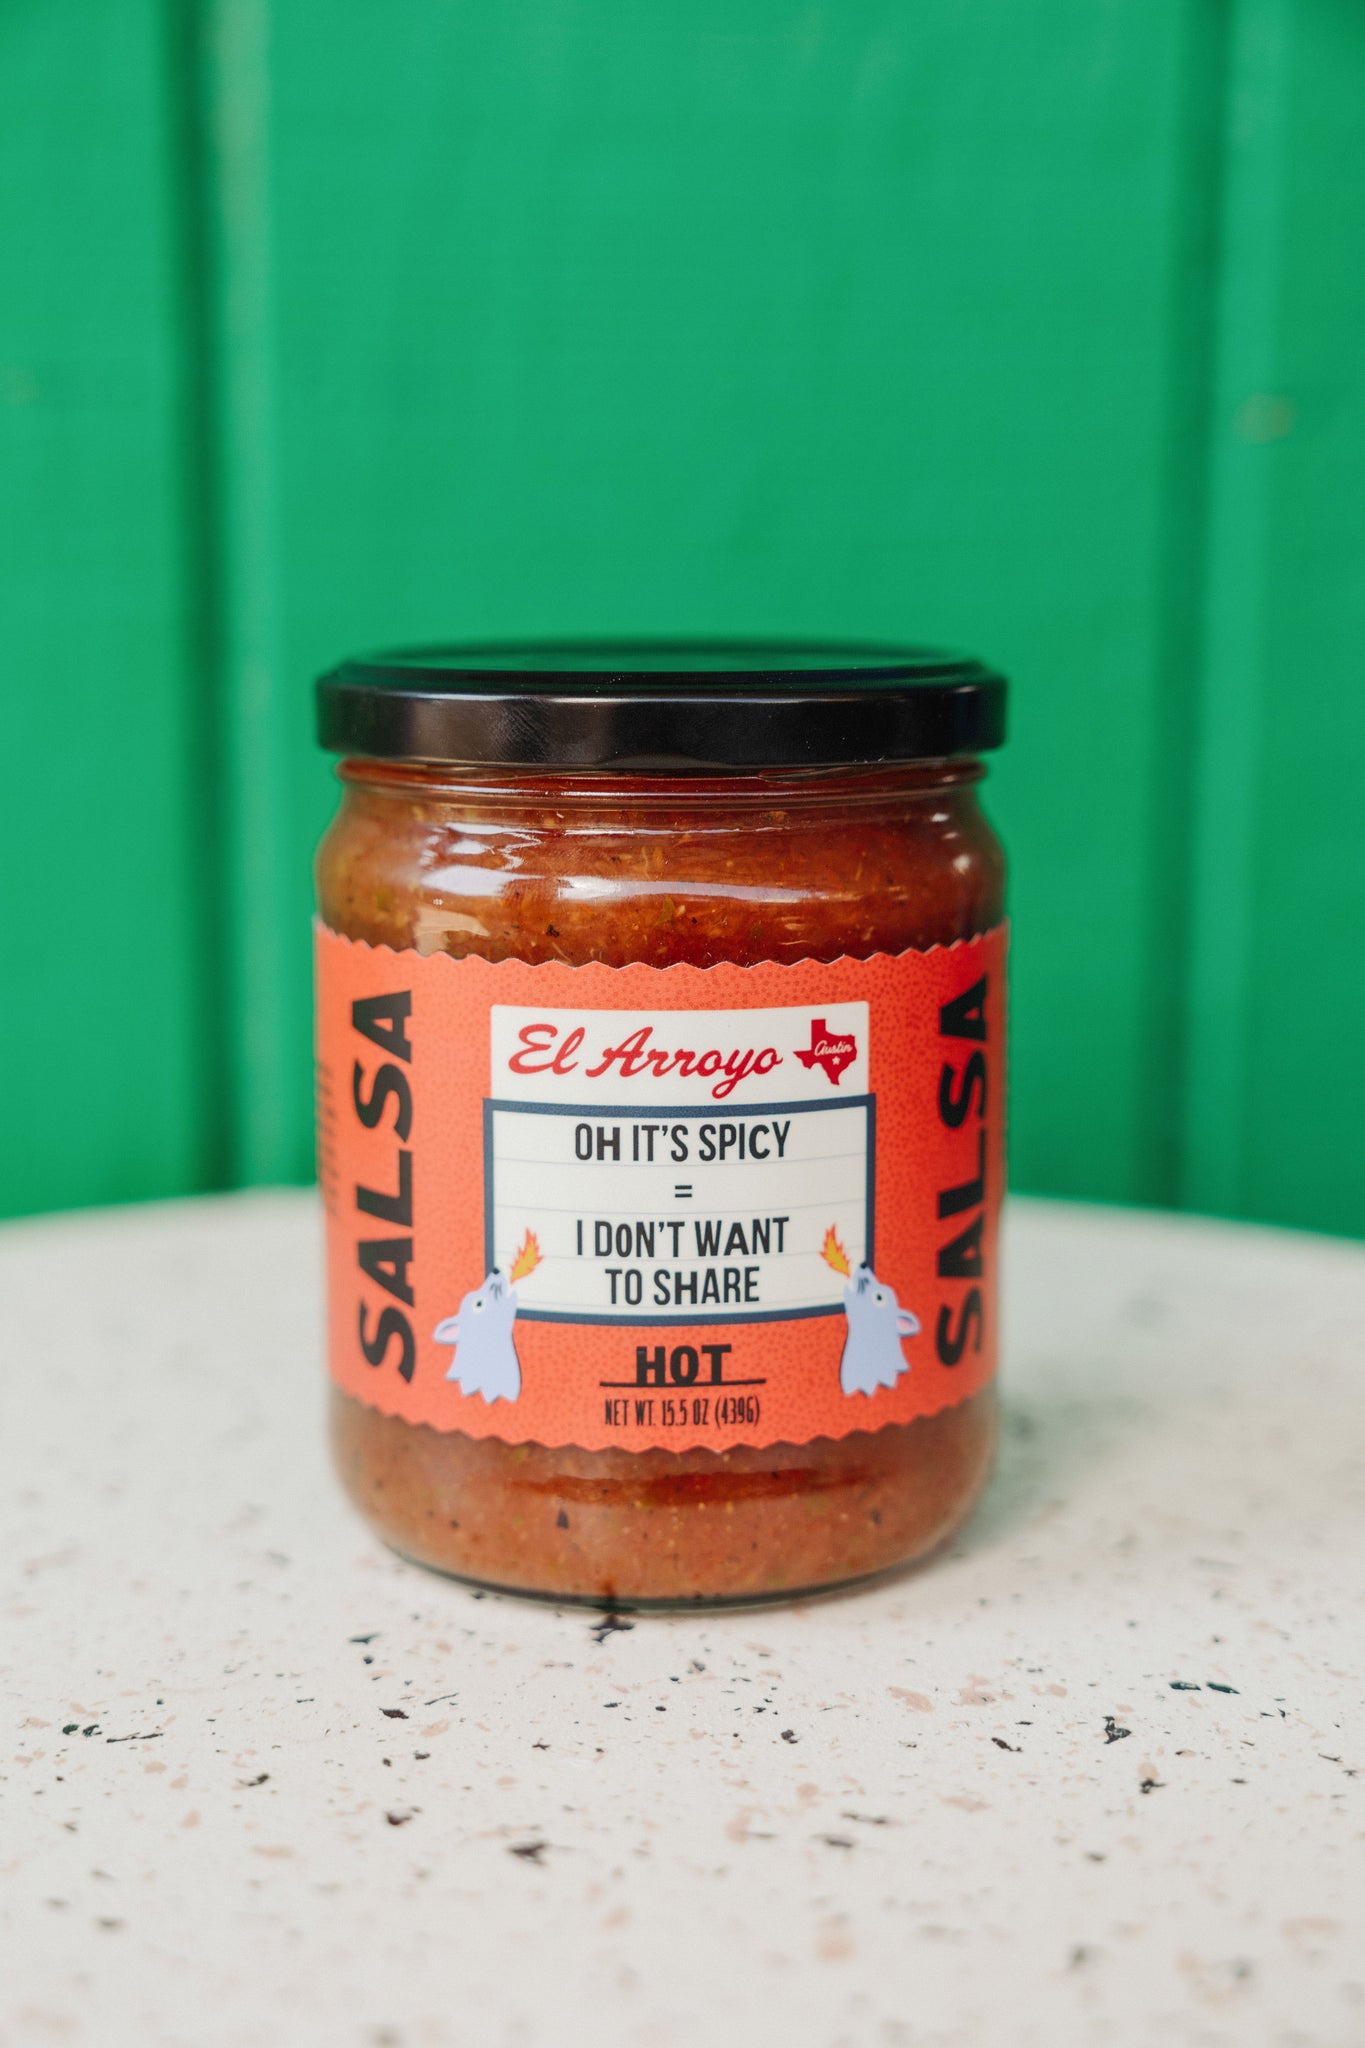 SALSA
El Arroyo
Austin
OH IT'S SPICY
=
I DON'T WANT
TO SHARE
HOT
NET WT. 15.5 OZ (439G)
SALSA